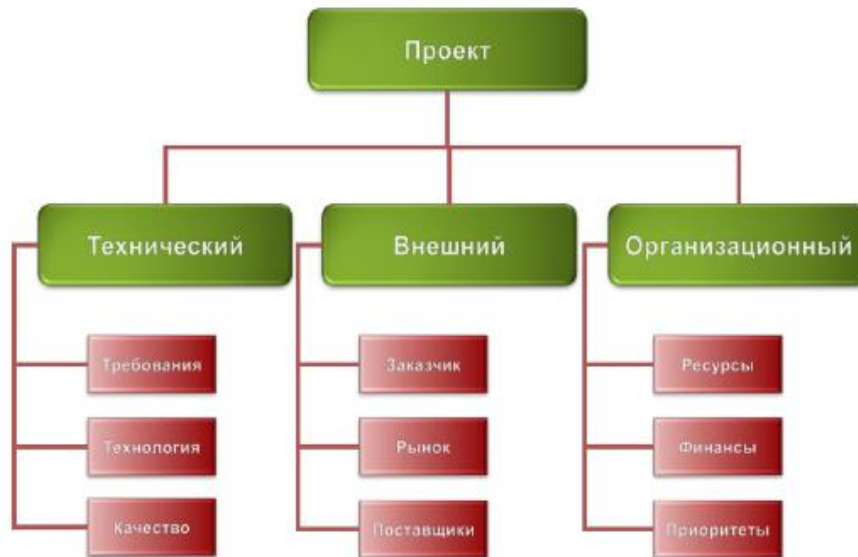 Проект
Технический
Внешний
Организационный
Требования
Заказчик
Ресурсы
Технология
Рынок
Финансы
Качество
Поставщики
Приоритеты